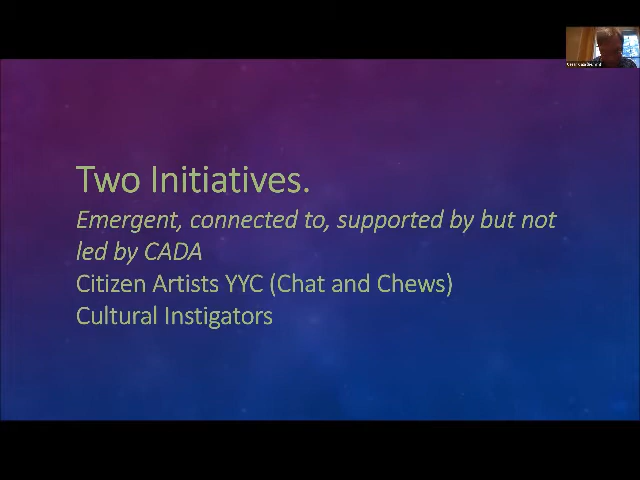 Two Initiatives.
Emergent, connected to, supported by but not
led by CADA
Citizen Artists YYC (Chat and Chews)
Cultural Instigators